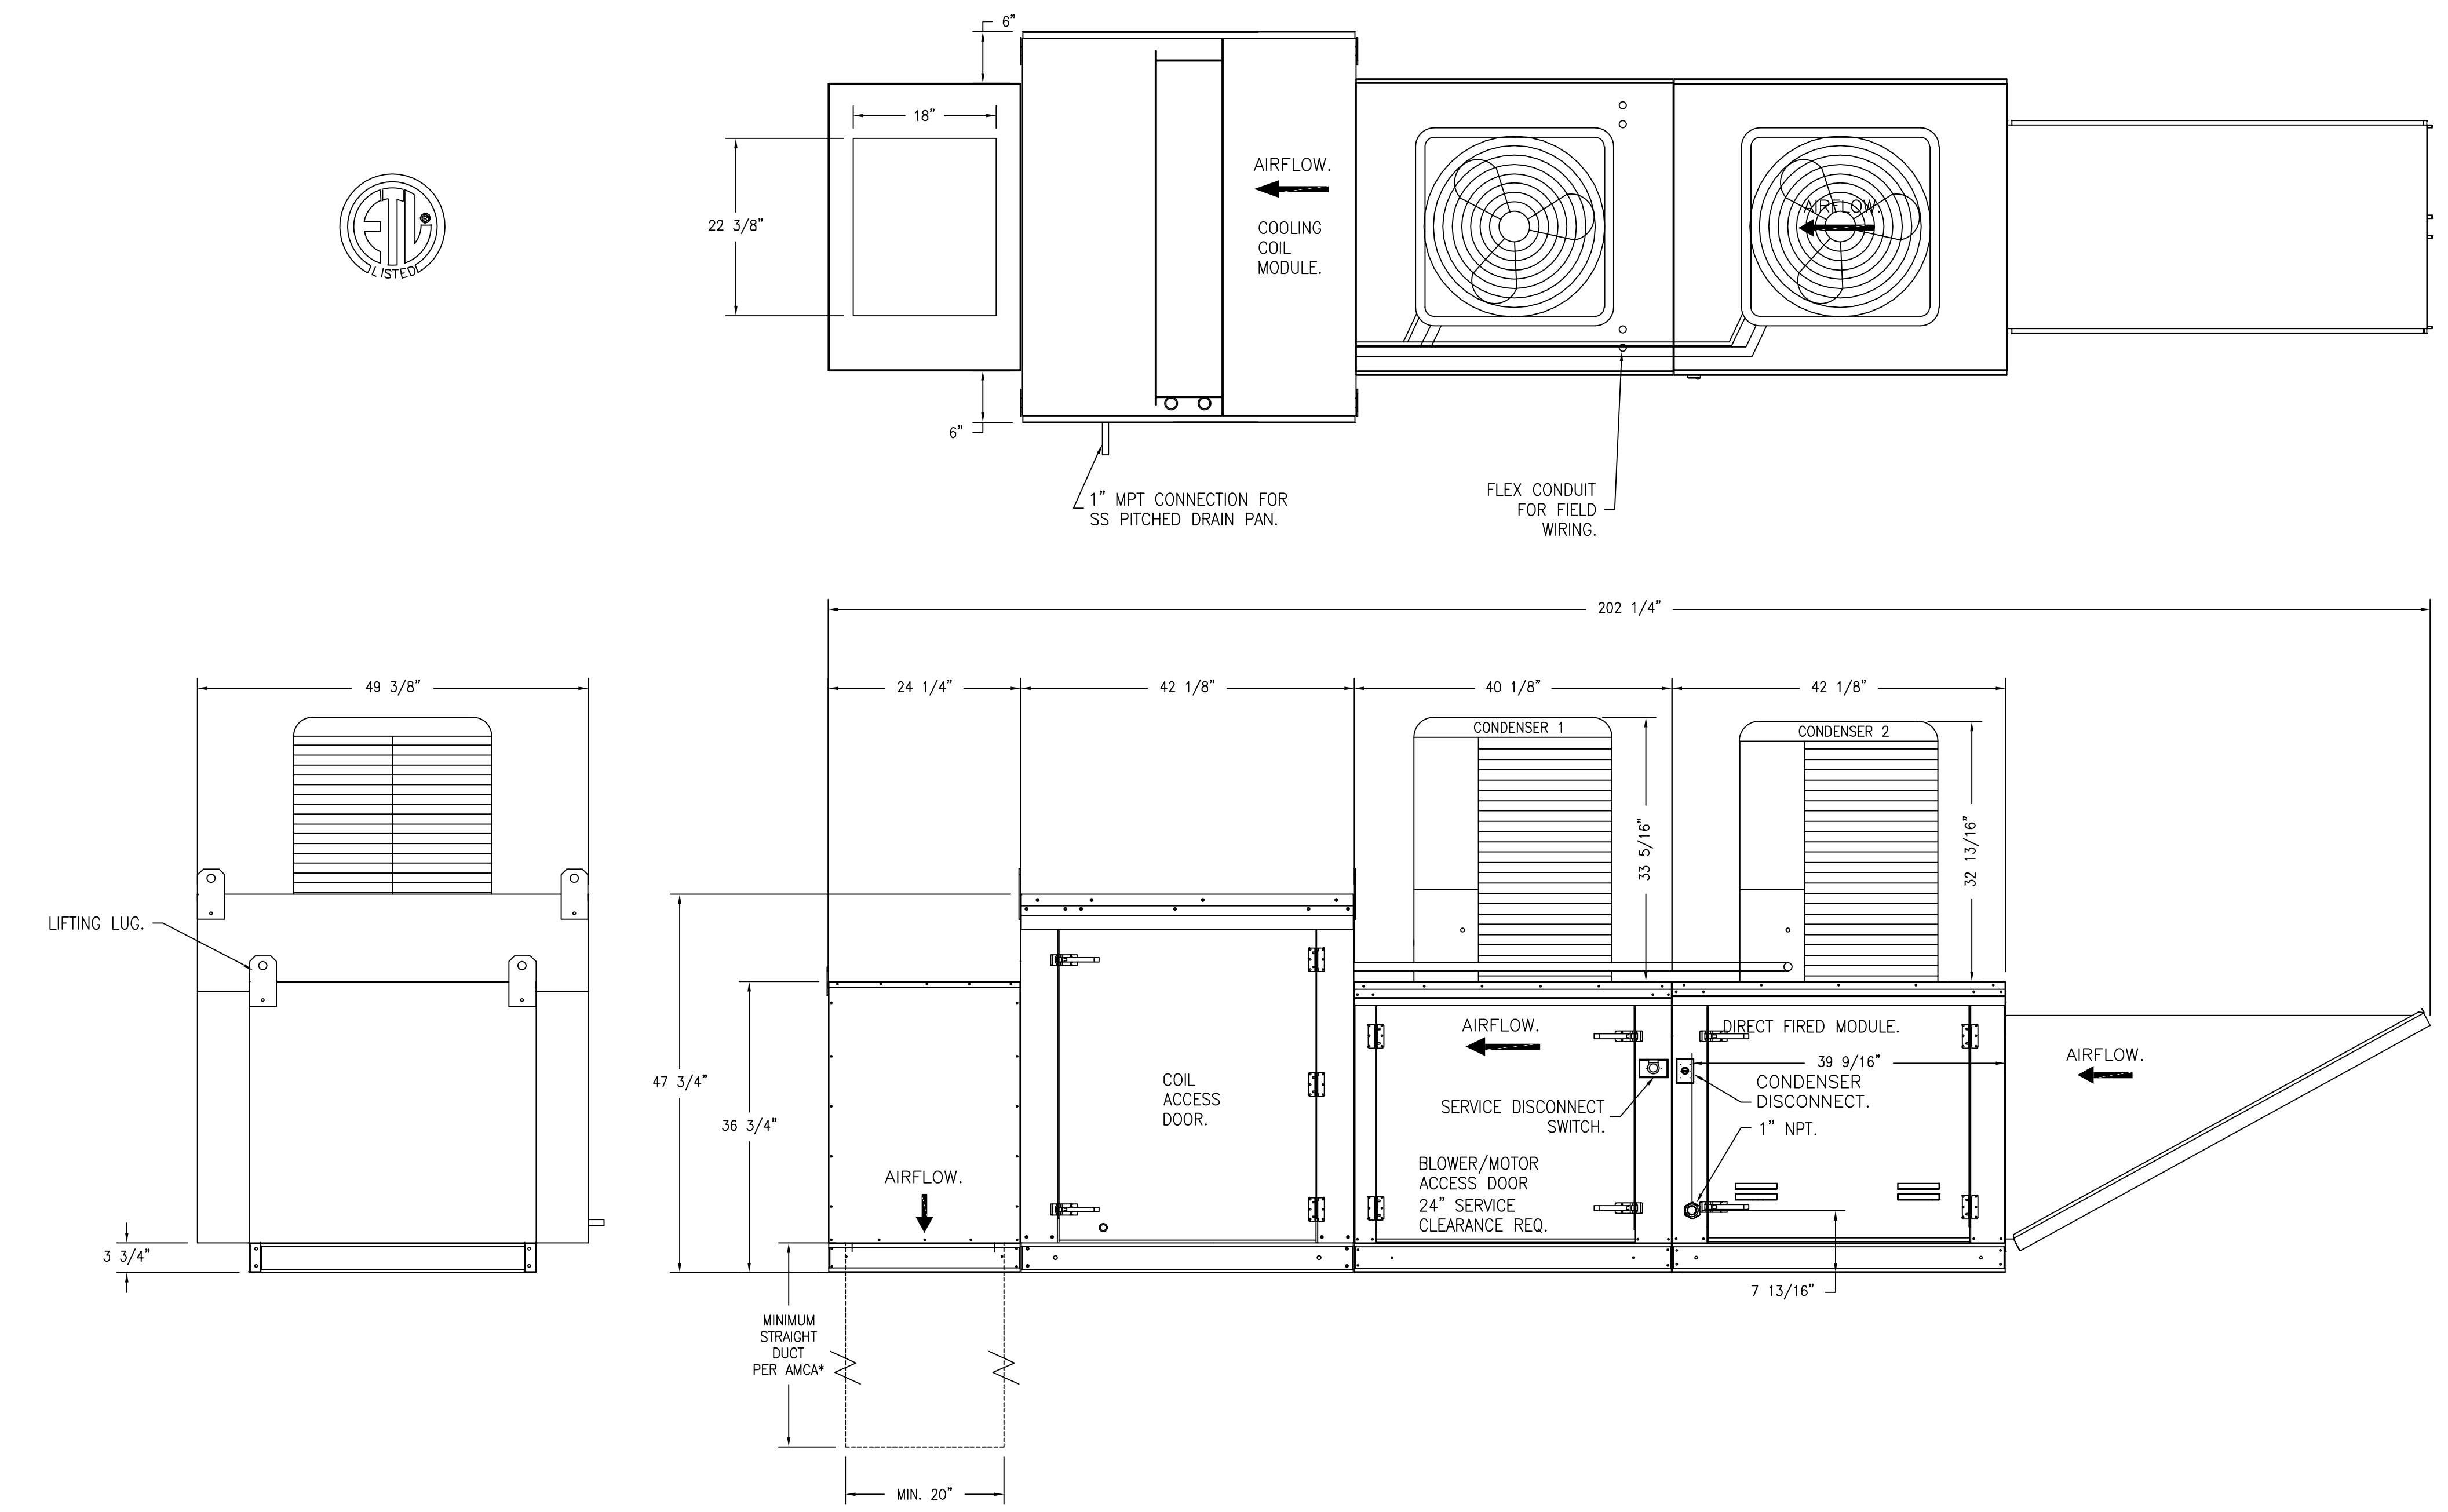 6"
18"
22 3/8"
AIRFLOW.
COOLING
COIL
MODULE.
AIRFLOW.
LISTED
6"
1" MPT CONNECTION FOR
SS PITCHED DRAIN PAN.
FLEX CONDUIT
FOR FIELD
WIRING.
202 1/4"
49 3/8"
24 1/4"
42 1/8"
40 1/8"
42 1/8"
CONDENSER 1
CONDENSER 2
33 5/16"
32 13/16"
LIFTING LUG.
AIRFLOW.
DIRECT FIRED MODULE.
39 9/16"
AIRFLOW.
47 3/4"
36 3/4"
COIL
ACCESS
DOOR.
CONDENSER
DISCONNECT.
SERVICE DISCONNECT
SWITCH.
1" NPT.
AIRFLOW.
BLOWER/MOTOR
ACCESS DOOR
24" SERVICE
CLEARANCE REQ.
3 3/4"
7 13/16"
MINIMUM
STRAIGHT
DUCT
PER AMCA*
MIN. 20"